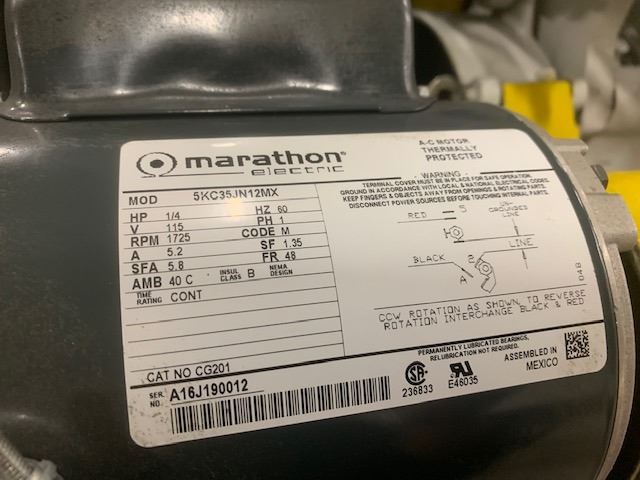 marathon®
electric
A-C MOTOR
THERMALLY
PROTECTED
WARNING
TERMINAL COVER MUST BE IN PLACE FOR SAFE OPERATION.
GROUND IN ACCORDANCE WITH LOCAL & NATIONAL ELECTRICAL CODES.
KEEP FINGERS & OBJECTS AWAY FROM OPENINGS & ROTATING PARTS.
DISCONNECT POWER SOURCES BEFORE TOUCHING INTERNAL PARTS.
MOD 5KC35JN12MX
HP 1/4 HZ 60
V 115 PH 1
RPM 1725 CODE M
A 5.2 SF 1.35
SFA 5.8 FR 48
AMB 40 C INSUL CLASS B NEMA DESIGN
TIME RATING CONT
RED 5 UN-
GROUNDED
LINE
LINE
BLACK 2
A
04B
CCW ROTATION AS SHOWN, TO REVERSE
ROTATION INTERCHANGE BLACK & RED
CAT NO CG201
PERMANENTLY LUBRICATED BEARINGS,
RELUBRICATION NOT REQUIRED.
SER. NO. A16J190012
236833
E46035
ASSEMBLED IN
MEXICO